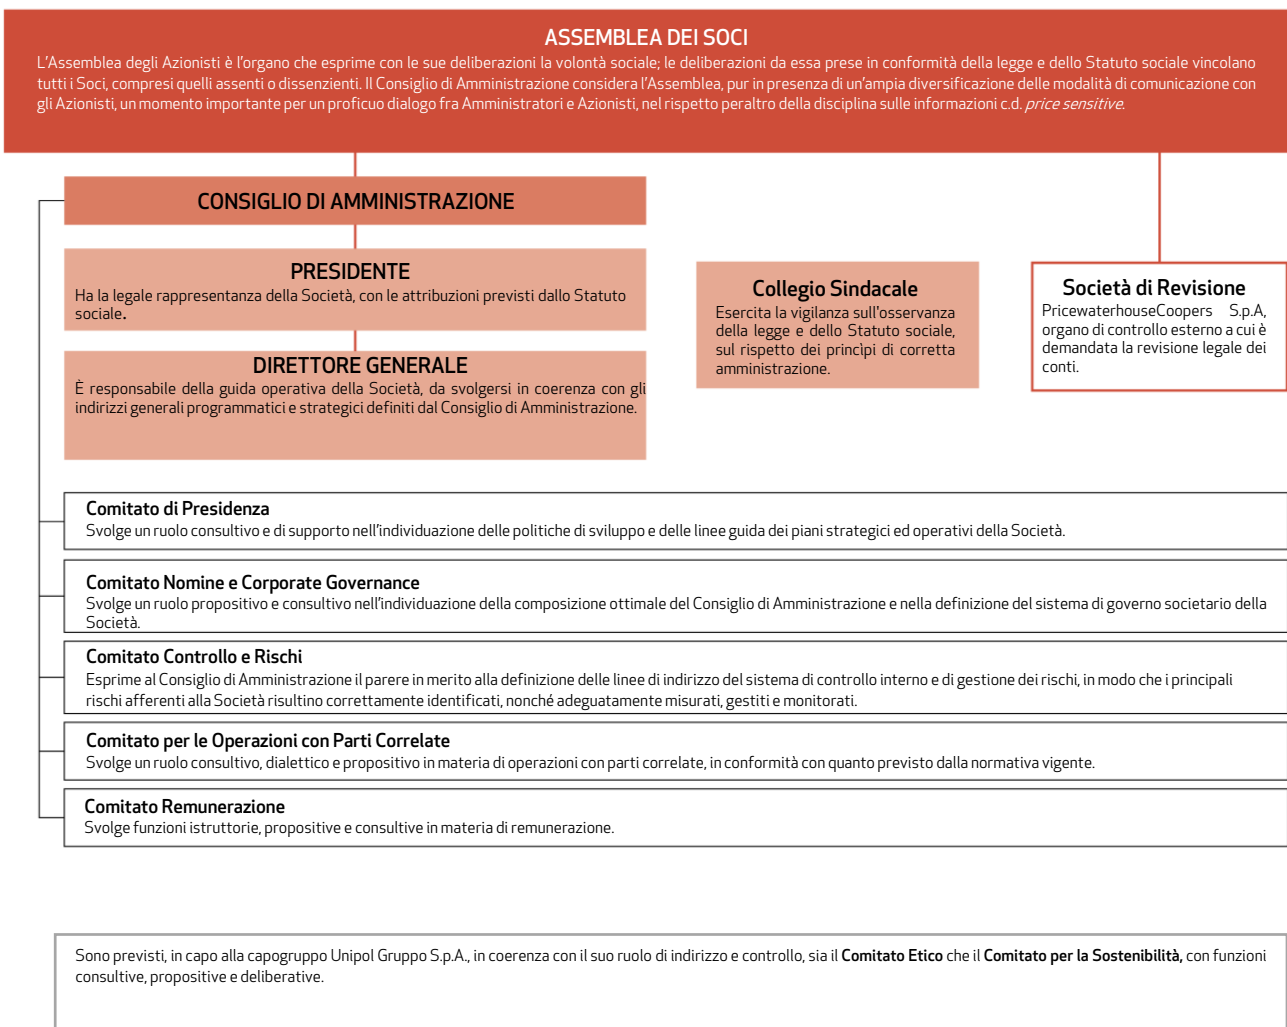 ASSEMBLEA DEI SOCI
L'Assemblea degli Azionisti è l'organo che esprime con le sue deliberazioni la volontà sociale; le deliberazioni da essa prese in conformità della legge e dello Statuto sociale vincolano
tutti i Soci, compresi quelli assenti o dissenzienti. Il Consiglio di Amministrazione considera l'Assemblea, pur in presenza di un'ampia diversificazione delle modalità di comunicazione con
gli Azionisti, un momento importante per un proficuo dialogo fra Amministratori e Azionisti, nel rispetto peraltro della disciplina sulle informazioni c.d. price sensitive.
CONSIGLIO DI AMMINISTRAZIONE
PRESIDENTE
Ha la legale rappresentanza della Società, con le attribuzioni previsti dallo Statuto
sociale.
DIRETTORE GENERALE
È responsabile della guida operativa della Società, da svolgersi in coerenza con gli
indirizzi generali programmatici e strategici definiti dal Consiglio di Amministrazione.
Collegio Sindacale
Esercita la vigilanza sull'osservanza
della legge e dello Statuto sociale,
sul rispetto dei princìpi di corretta
amministrazione.
Società di Revisione
PricewaterhouseCoopers S.p.A,
organo di controllo esterno a cui è
demandata la revisione legale dei
conti.
Comitato di Presidenza
Svolge un ruolo consultivo e di supporto nell'individuazione delle politiche di sviluppo e delle linee guida dei piani strategici ed operativi della Società.
Comitato Nomine e Corporate Governance
Svolge un ruolo propositivo e consultivo nell'individuazione della composizione ottimale del Consiglio di Amministrazione e nella definizione del sistema di governo societario della
Società.
Comitato Controllo e Rischi
Esprime al Consiglio di Amministrazione il parere in merito alla definizione delle linee di indirizzo del sistema di controllo interno e di gestione dei rischi, in modo che i principali
rischi afferenti alla Società risultino correttamente identificati, nonché adeguatamente misurati, gestiti e monitorati.
Comitato per le Operazioni con Parti Correlate
Svolge un ruolo consultivo, dialettico e propositivo in materia di operazioni con parti correlate, in conformità con quanto previsto dalla normativa vigente.
Comitato Remunerazione
Svolge funzioni istruttorie, propositive e consultive in materia di remunerazione.
Sono previsti, in capo alla capogruppo Unipol Gruppo S.p.A., in coerenza con il suo ruolo di indirizzo e controllo, sia il Comitato Etico che il Comitato per la Sostenibilità, con funzioni
consultive, propositive e deliberative.